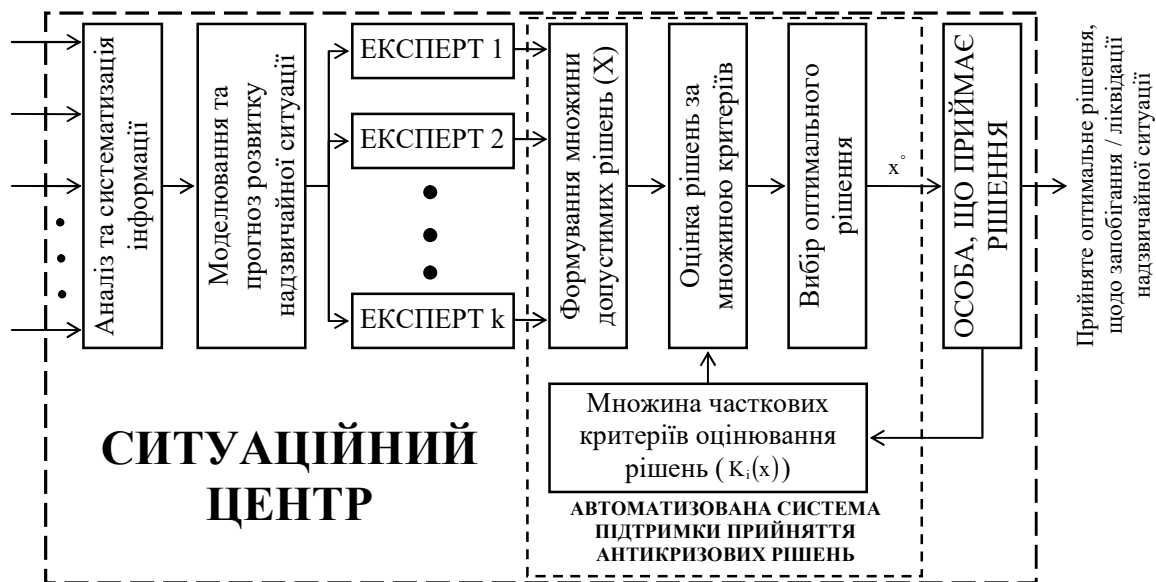 Аналіз та систематизація
інформації
Моделювання та
прогноз розвитку
надзвичайної ситуації
ЕКСПЕРТ 1
ЕКСПЕРТ 2
ЕКСПЕРТ k
Формування множини
допустимих рішень (X)
Оцінка рішень за
множиною критеріїв
Вибір оптимального
рішення
x°
ОСОБА, ЩО ПРИЙМАЄ
РІШЕННЯ
Прийняте оптимальне рішення,
щодо запобігання / ліквідації
надзвичайної ситуації
Множина часткових
критеріїв оцінювання
рішень ( Kᵢ(x))
СИТУАЦІЙНИЙ
ЦЕНТР
АВТОМАТИЗОВАНА СИСТЕМА
ПІДТРИМКИ ПРИЙНЯТТЯ
АНТИКРИЗОВИХ РІШЕНЬ